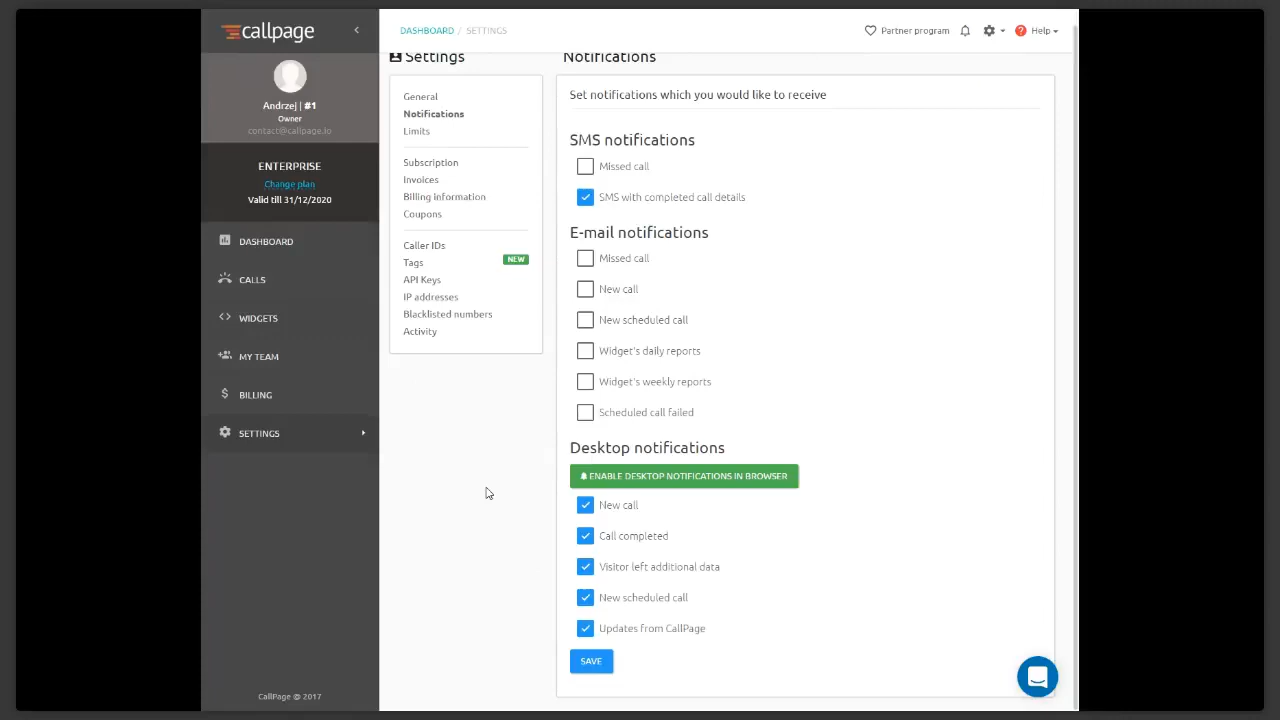 callpage
Andrzej | #1
Owner
contact@callpage.io
ENTERPRISE
Change plan
Valid till 31/12/2020
DASHBOARD
CALLS
WIDGETS
MY TEAM
BILLING
SETTINGS
CallPage @ 2017
DASHBOARD / SETTINGS
Partner program
? Help
Settings
General
Notifications
Limits
Subscription
Invoices
Billing information
Coupons
Caller IDs
Tags NEW
API Keys
IP addresses
Blacklisted numbers
Activity
Notifications
Set notifications which you would like to receive
SMS notifications
Missed call
SMS with completed call details
E-mail notifications
Missed call
New call
New scheduled call
Widget's daily reports
Widget's weekly reports
Scheduled call failed
Desktop notifications
ENABLE DESKTOP NOTIFICATIONS IN BROWSER
New call
Call completed
Visitor left additional data
New scheduled call
Updates from CallPage
SAVE